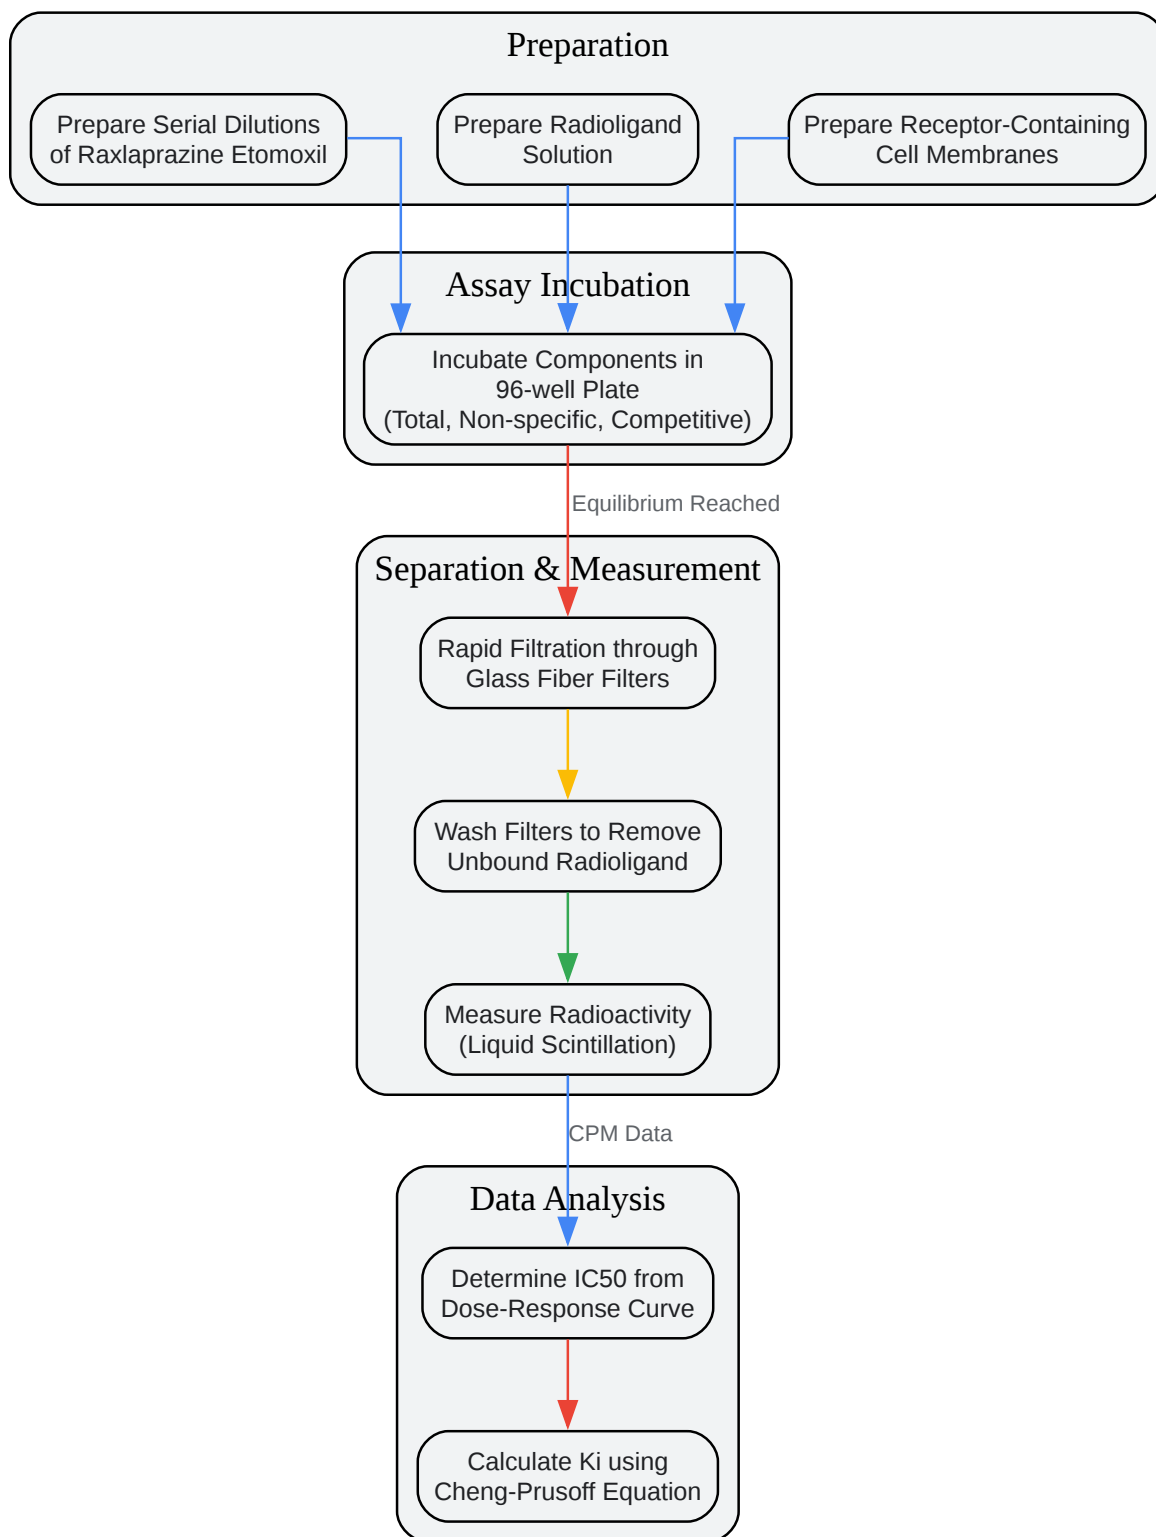 Preparation
Prepare Serial Dilutions
of Raxlaprazine Etomoxil
Prepare Radioligand
Solution
Prepare Receptor-Containing
Cell Membranes
Assay Incubation
Incubate Components in
96-well Plate
(Total, Non-specific, Competitive)
Equilibrium Reached
Separation & Measurement
Rapid Filtration through
Glass Fiber Filters
Wash Filters to Remove
Unbound Radioligand
Measure Radioactivity
(Liquid Scintillation)
CPM Data
Data Analysis
Determine IC50 from
Dose-Response Curve
Calculate Ki using
Cheng-Prusoff Equation